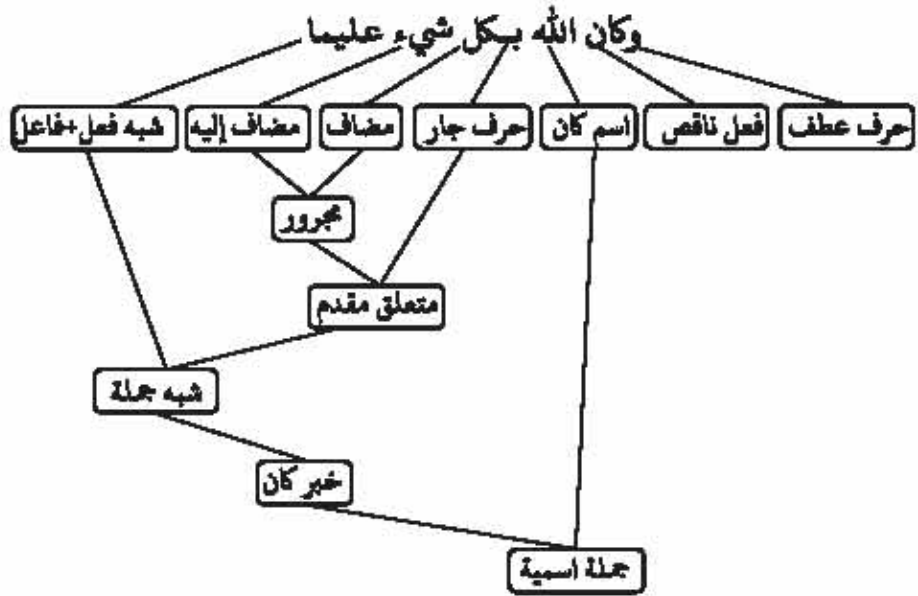 وكان الله بكل شيء عليما
حرف عطف فعل ناقص اسم كان حرف جار مضاف مضاف إليه شبه فعل+فاعل
مجرور
متعلق مقدم
شبه جملة
خبر كان
جملة اسمية